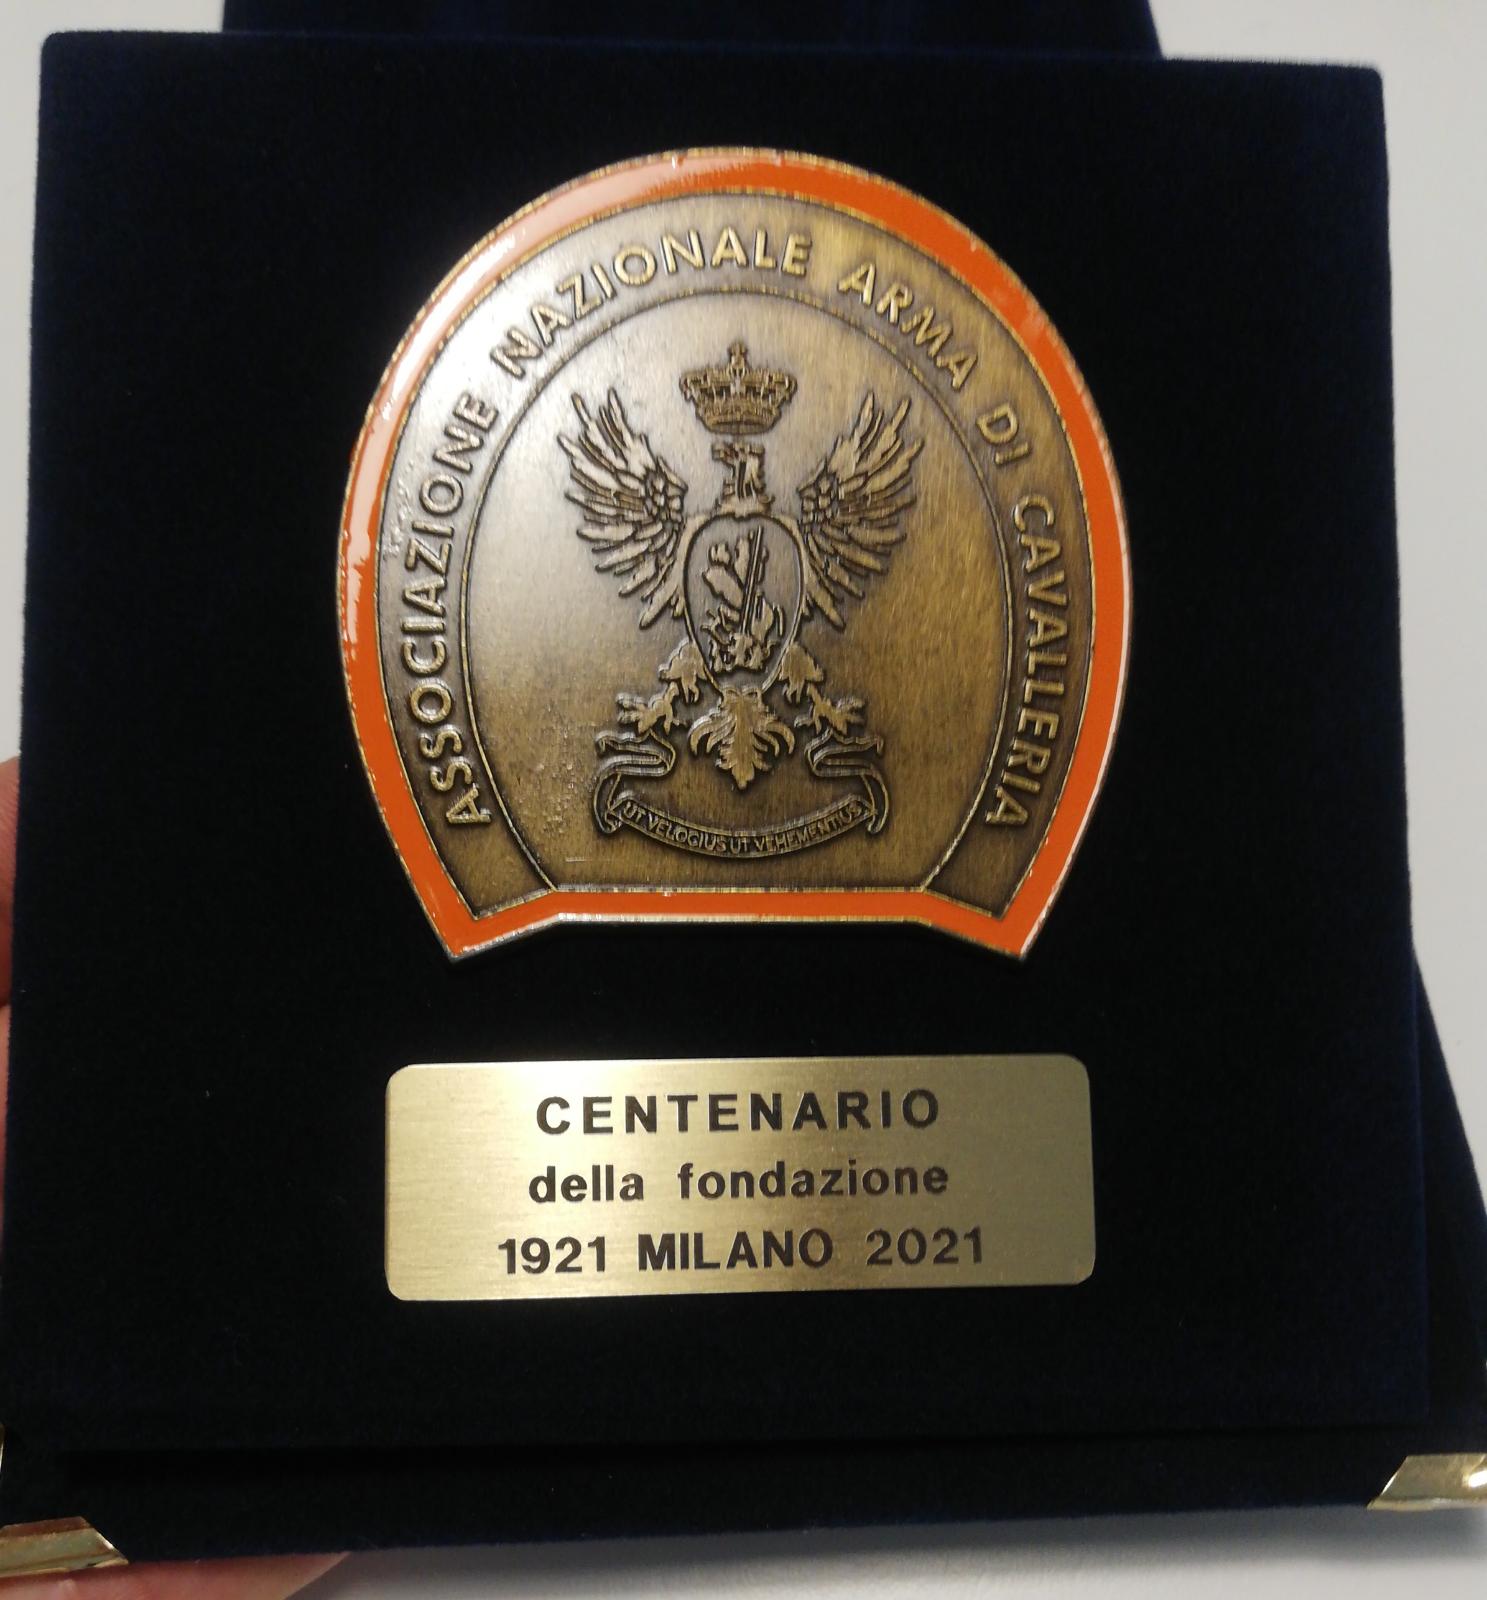 ASSOCIAZIONE NAZIONALE ARMA DI CAVALLERIA
UT VELOCIUS UT VEHEMENTIUS
CENTENARIO
della fondazione
1921 MILANO 2021